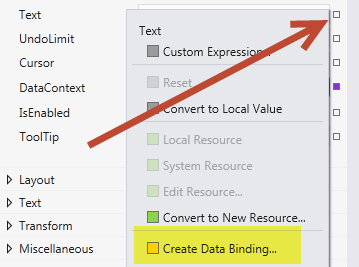 Text
UndoLimit
Cursor
DataContext
IsEnabled
ToolTip
Layout
Text
Transform
Miscellaneous
Text
Custom Expression...
Reset
Convert to Local Value
Local Resource
System Resource
Edit Resource...
Convert to New Resource...
Create Data Binding...